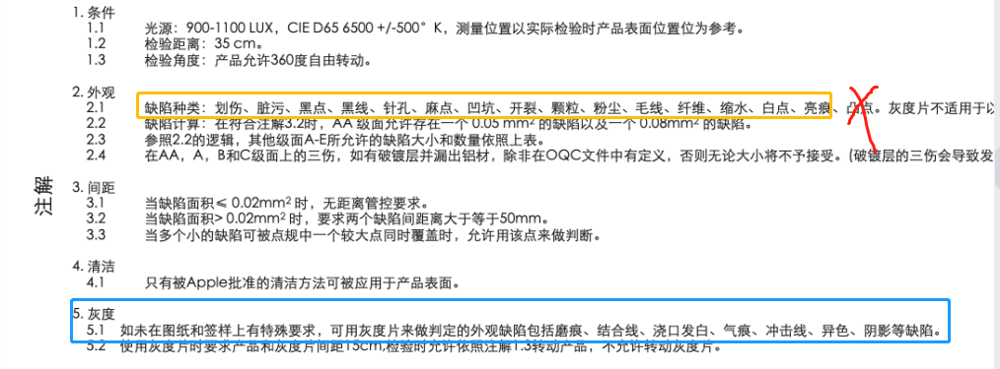 1. 条件
1.1 光源：900-1100 LUX，CIE D65 6500 +/-500°K，测量位置以实际检验时产品表面位置位为参考。
1.2 检验距离：35 cm。
1.3 检验角度：产品允许360度自由转动。
2. 外观
2.1 缺陷种类：划伤、脏污、黑点、黑线、针孔、麻点、凹坑、开裂、颗粒、粉尘、毛线、纤维、缩水、白点、亮痕、凸点。灰度片不适用于以
2.2 缺陷计算：在符合注解3.2时，AA 级面允许存在一个 0.05 mm² 的缺陷以及一个 0.08mm² 的缺陷。
2.3 参照2.2的逻辑，其他级面A-E所允许的缺陷大小和数量依照上表。
2.4 在AA，A，B和C级面上的三伤，如有破镀层并漏出铝材，除非在OQC文件中有定义，否则无论大小将不予接受。(破镀层的三伤会导致发
注解
3. 间距
3.1 当缺陷面积≤ 0.02mm² 时，无距离管控要求。
3.2 当缺陷面积> 0.02mm² 时，要求两个缺陷间距离大于等于50mm。
3.3 当多个小的缺陷可被点规中一个较大点同时覆盖时，允许用该点来做判断。
4. 清洁
4.1 只有被Apple批准的清洁方法可被应用于产品表面。
5. 灰度
5.1 如未在图纸和签样上有特殊要求，可用灰度片来做判定的外观缺陷包括磨痕、结合线、浇口发白、气痕、冲击线、异色、阴影等缺陷。
5.2 使用灰度片时要求产品和灰度片间距15cm,检验时允许依照注解1.3转动产品，不允许转动灰度片。